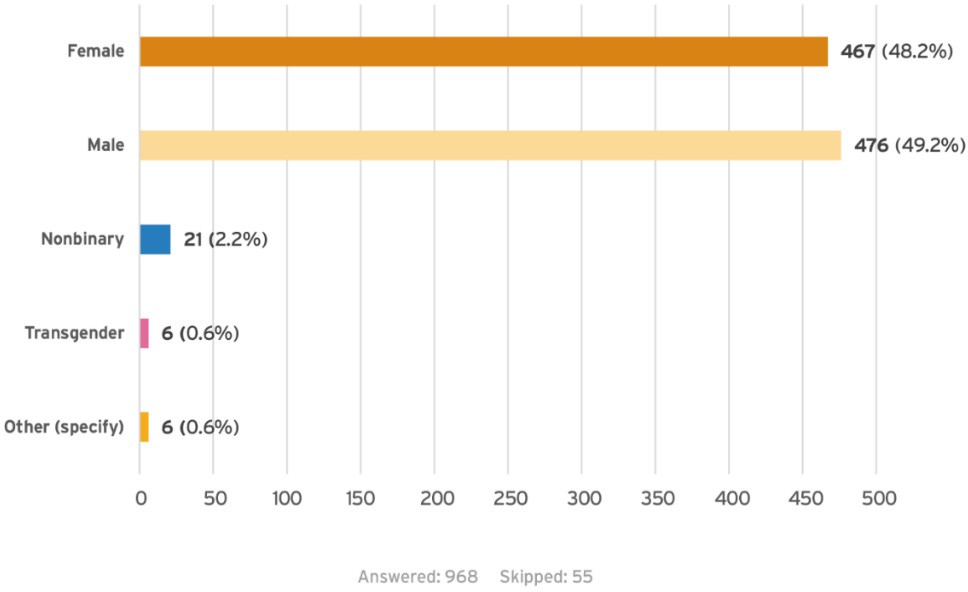 Female 467 (48.2%)
Male 476 (49.2%)
Nonbinary 21 (2.2%)
Transgender 6 (0.6%)
Other (specify) 6 (0.6%)
0 50 100 150 200 250 300 350 400 450 500
Answered: 968 Skipped: 55